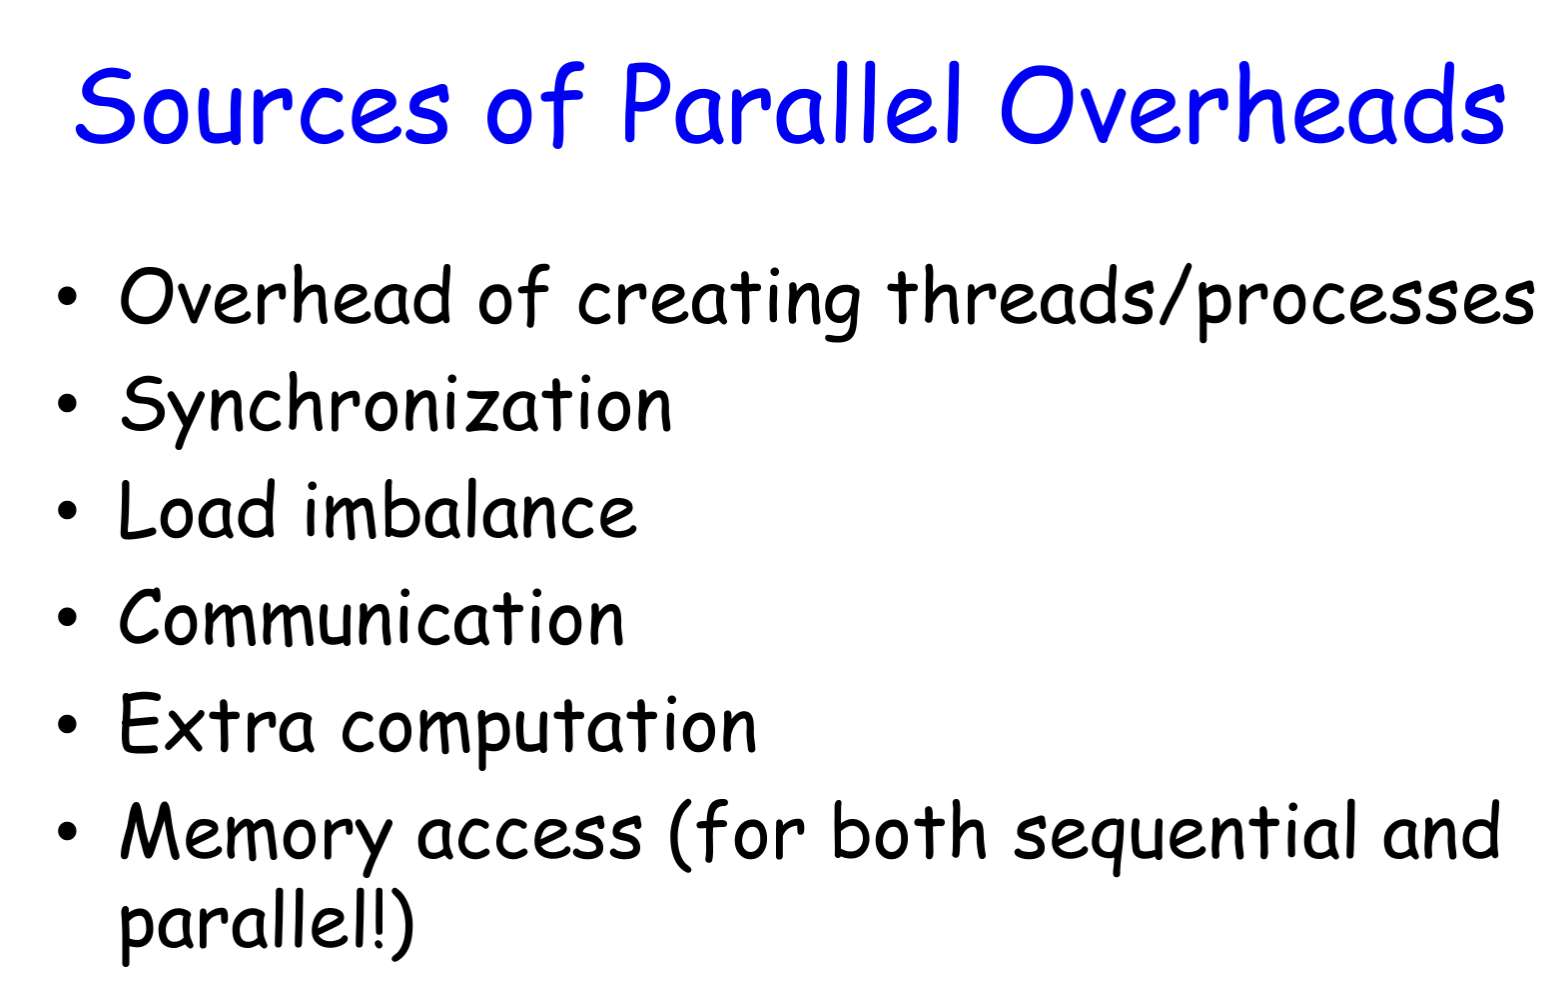 Sources of Parallel Overheads
• Overhead of creating threads/processes
• Synchronization
• Load imbalance
• Communication
• Extra computation
• Memory access (for both sequential and
parallel!)